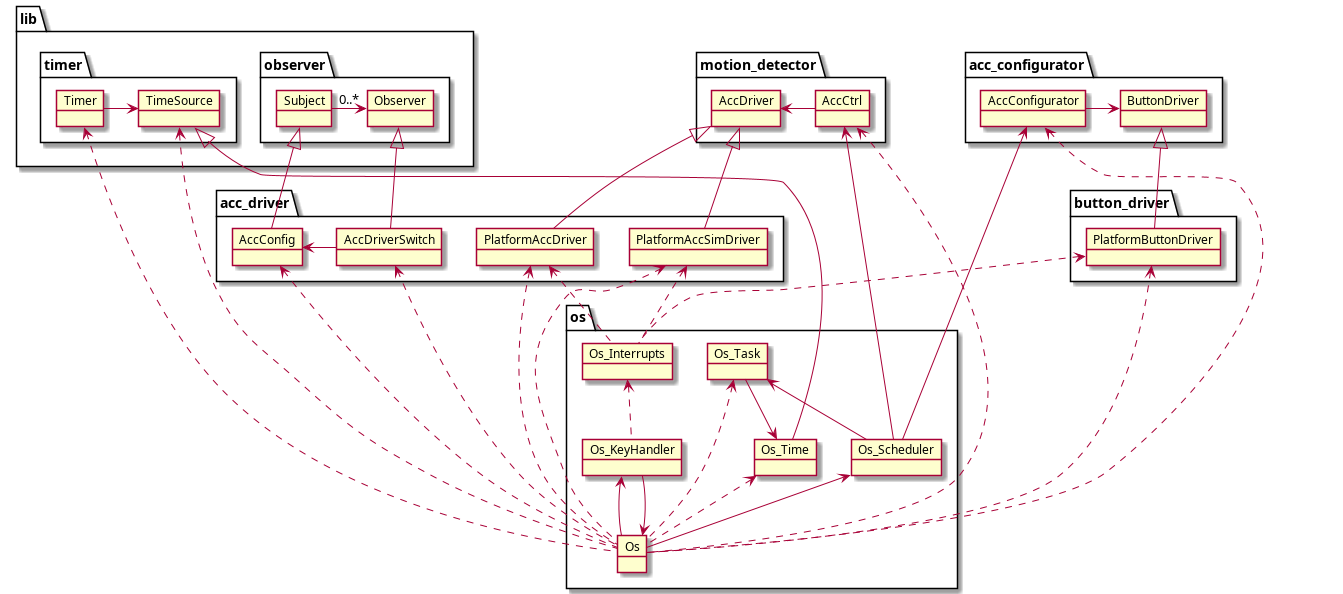 lib
timer
observer
motion_detector
acc_configurator
Timer
TimeSource
Subject
0..*
Observer
AccDriver
AccCtrl
AccConfigurator
ButtonDriver
acc_driver
button_driver
AccConfig
AccDriverSwitch
PlatformAccDriver
PlatformAccSimDriver
PlatformButtonDriver
os
Os_Interrupts
Os_Task
Os_KeyHandler
Os_Time
Os_Scheduler
Os